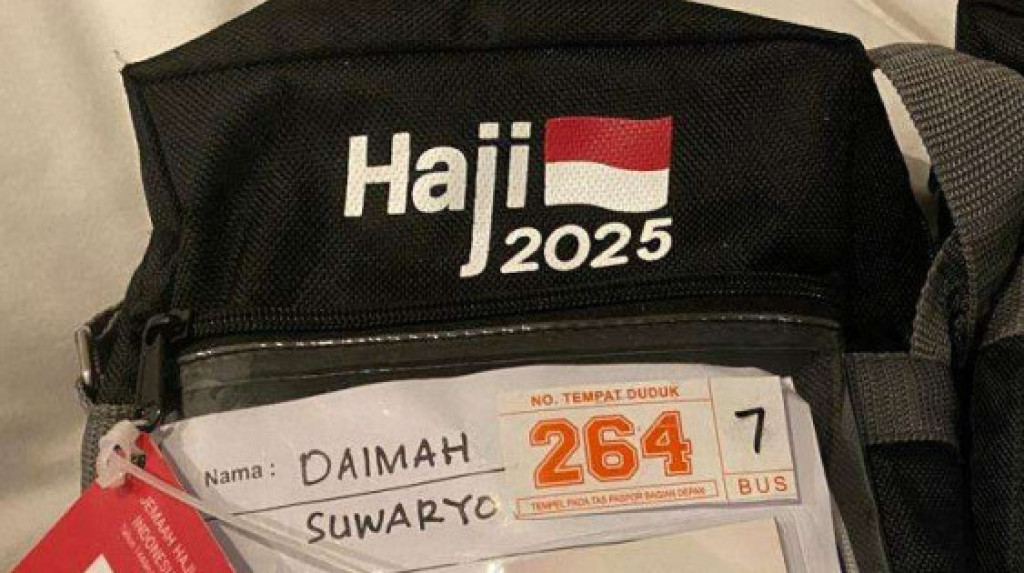 Haji
2025
NO. TEMPAT DUDUK
264
7
BUS
TEMPEL PADA TAS PASPOR BAGIAN DEPAN
Nama : DAIMAH
SUWARYO
JEMAAH HAJI
INDONESIA